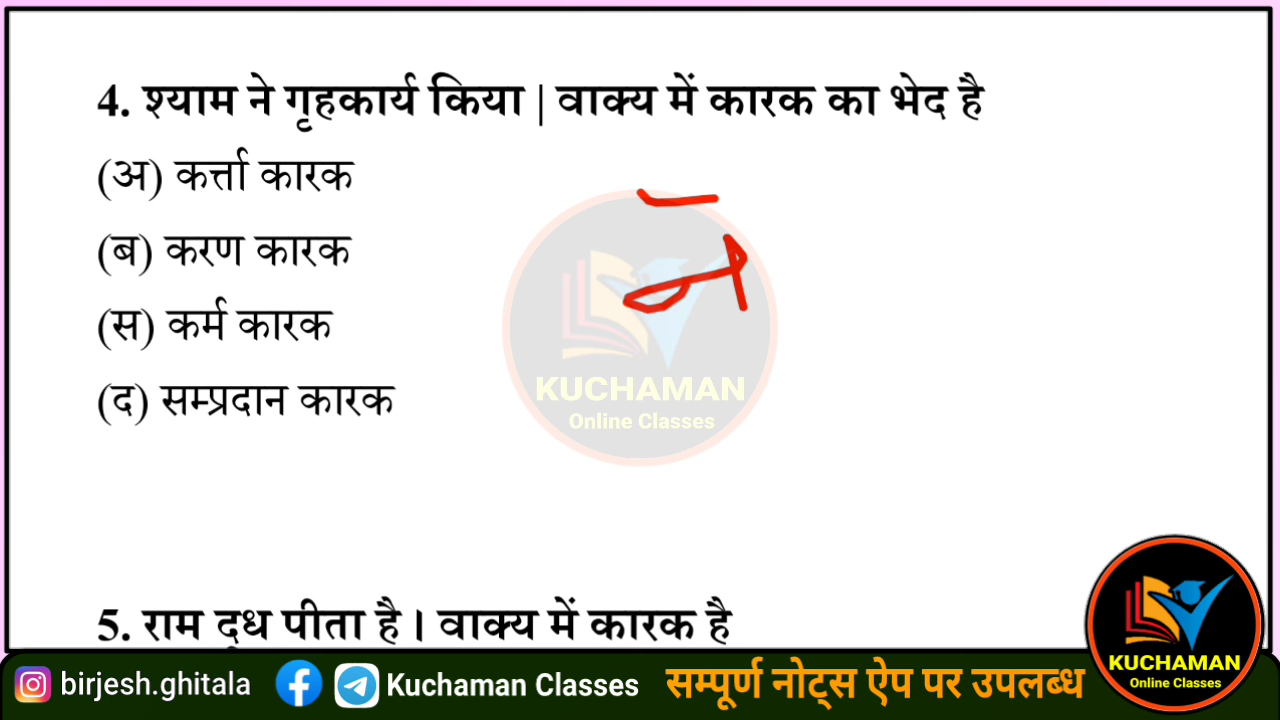 4. श्याम ने गृहकार्य किया | वाक्य में कारक का भेद है
(अ) कर्त्ता कारक
(ब) करण कारक
(स) कर्म कारक
(द) सम्प्रदान कारक
KUCHAMAN
Online Classes
5. राम दूध पीता है। वाक्य में कारक है
birjesh.ghitala Kuchaman Classes सम्पूर्ण नोट्स ऐप पर उपलब्ध
KUCHAMAN
Online Classes